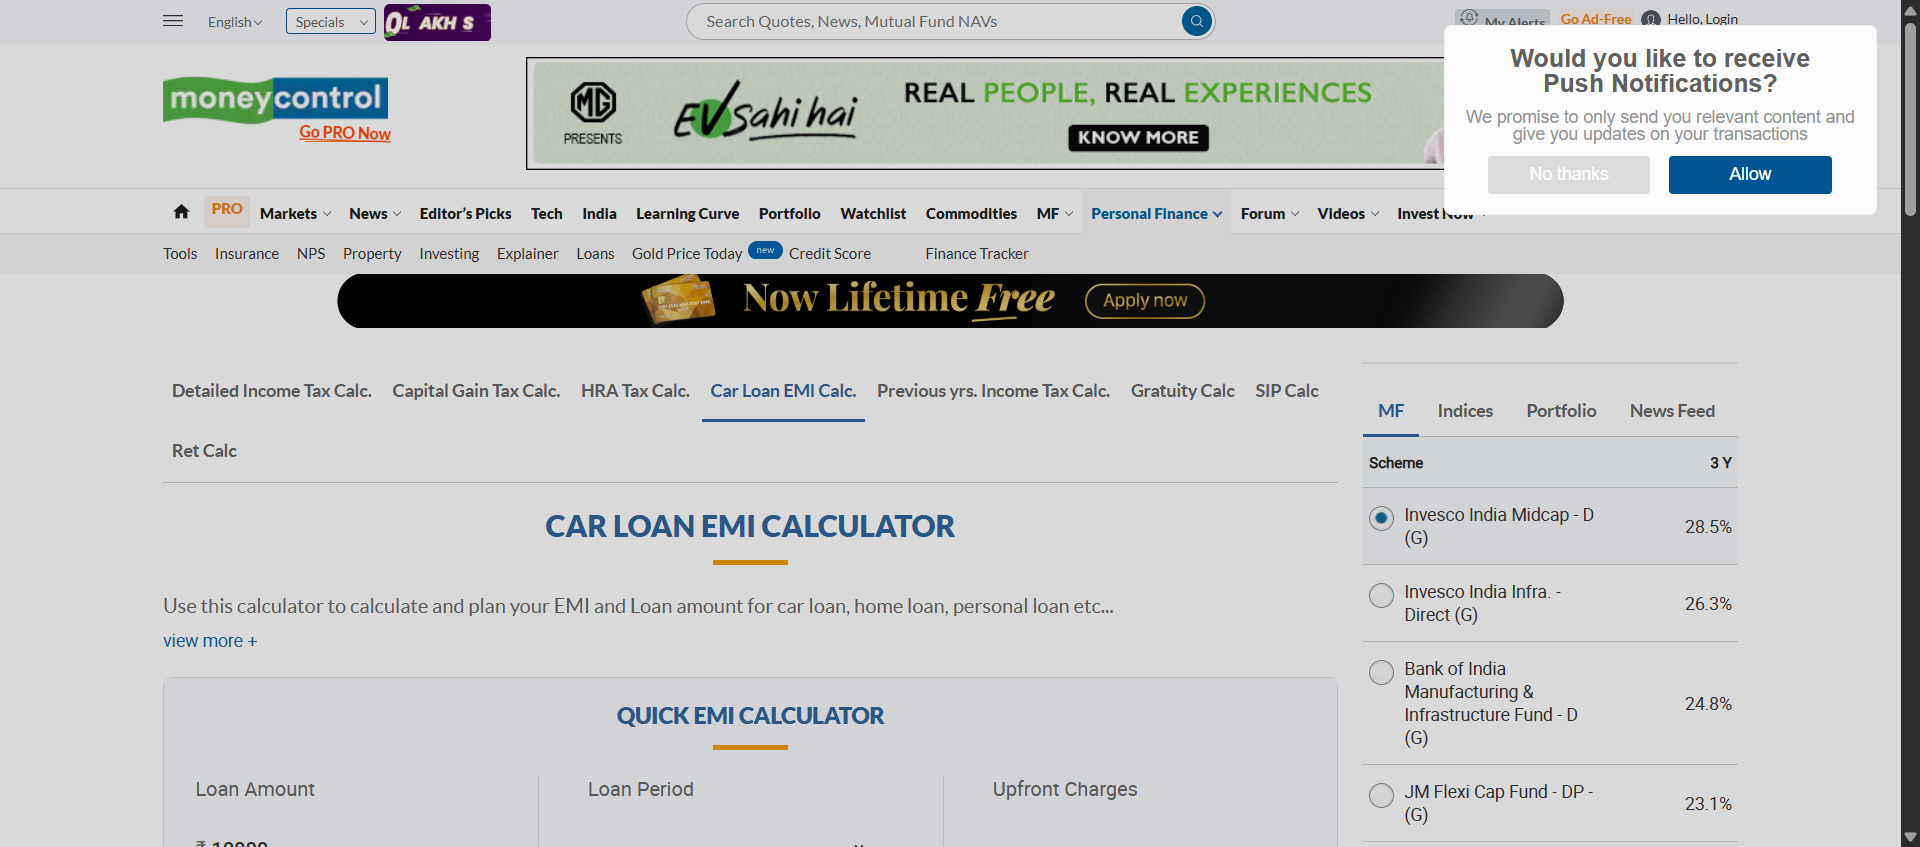 English
Specials
Search Quotes, News, Mutual Fund NAVs
My Alerts
Go Ad-Free
Hello, Login
Would you like to receive
Push Notifications?
We promise to only send you relevant content and
give you updates on your transactions
No thanks
Allow
moneycontrol
Go PRO Now
MG
PRESENTS
EV Sahi hai
REAL PEOPLE, REAL EXPERIENCES
KNOW MORE
PRO
Markets
News
Editor's Picks
Tech
India
Learning Curve
Portfolio
Watchlist
Commodities
MF
Personal Finance
Forum
Videos
Invest Now
Tools
Insurance
NPS
Property
Investing
Explainer
Loans
Gold Price Today
new
Credit Score
Finance Tracker
Now Lifetime Free
Apply now
Detailed Income Tax Calc.
Capital Gain Tax Calc.
HRA Tax Calc.
Car Loan EMI Calc.
Previous yrs. Income Tax Calc.
Gratuity Calc
SIP Calc
Ret Calc
CAR LOAN EMI CALCULATOR
Use this calculator to calculate and plan your EMI and Loan amount for car loan, home loan, personal loan etc...
view more +
QUICK EMI CALCULATOR
Loan Amount
Loan Period
Upfront Charges
₹ 10000
MF
Indices
Portfolio
News Feed
Scheme
3 Y
Invesco India Midcap - D
(G)
28.5%
Invesco India Infra. -
Direct (G)
26.3%
Bank of India
Manufacturing &
Infrastructure Fund - D
(G)
24.8%
JM Flexi Cap Fund - DP -
(G)
23.1%